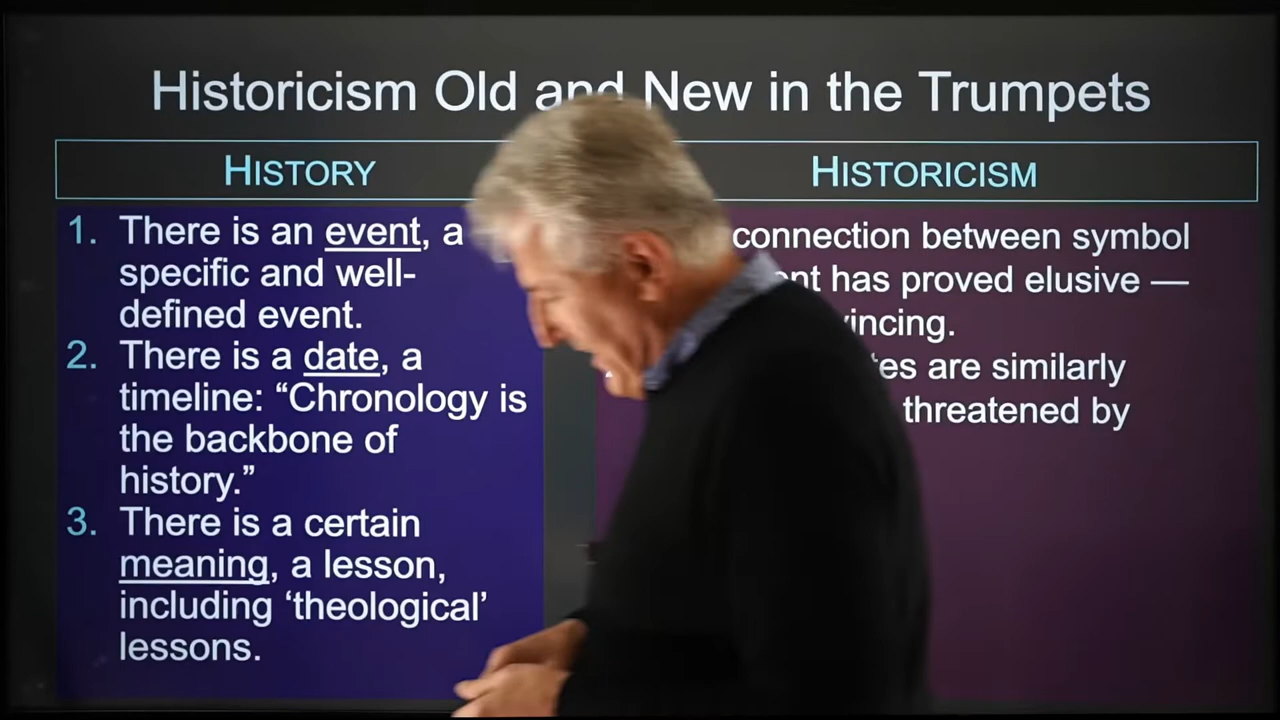 Historicism Old and New in the Trumpets
HISTORY
HISTORICISM
1. There is an event, a
specific and well-
defined event.
2. There is a date, a
timeline: “Chronology is
the backbone of
history.”
3. There is a certain
meaning, a lesson,
including ‘theological’
lessons.
connection between symbol
has proved elusive —
are similarly
threatened by